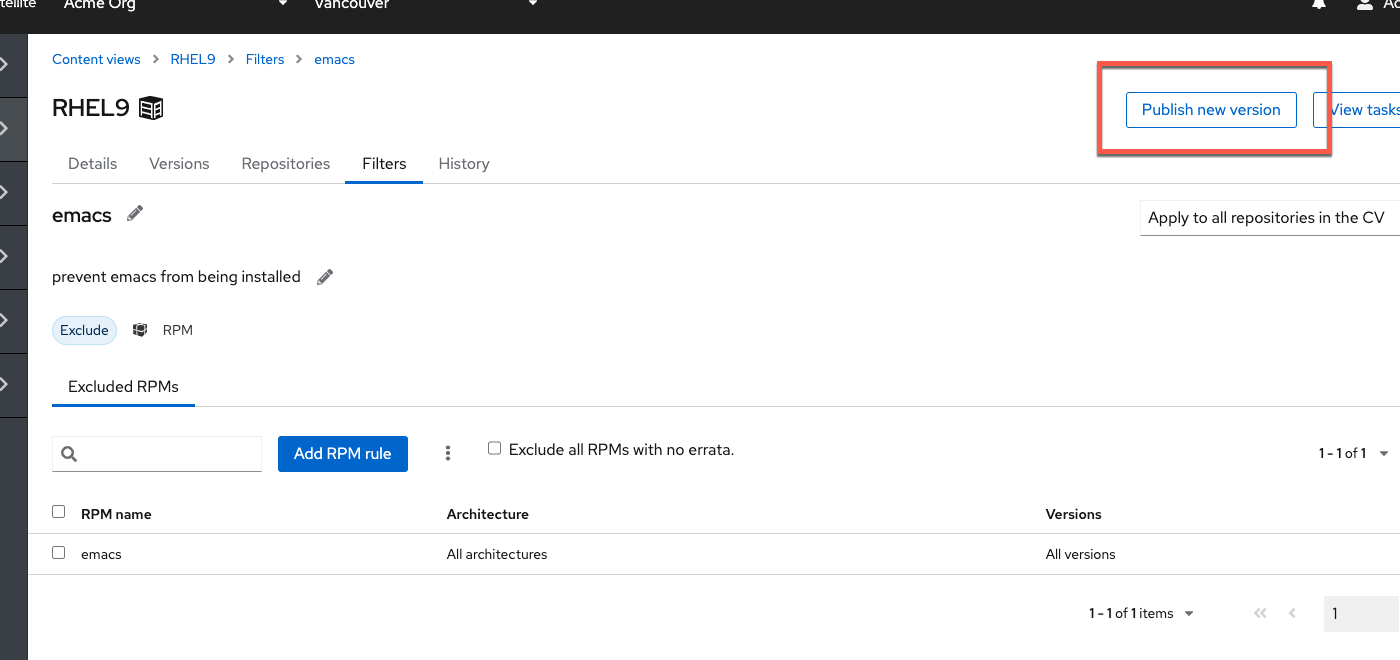 tellite Acme Org Vancouver Ad
Content views RHEL9 Filters emacs
RHEL9
Publish new version View tasks
Details Versions Repositories Filters History
emacs
Apply to all repositories in the CV
prevent emacs from being installed
Exclude RPM
Excluded RPMs
Add RPM rule Exclude all RPMs with no errata. 1 - 1 of 1
RPM name Architecture Versions
emacs All architectures All versions
1 - 1 of 1 items 1